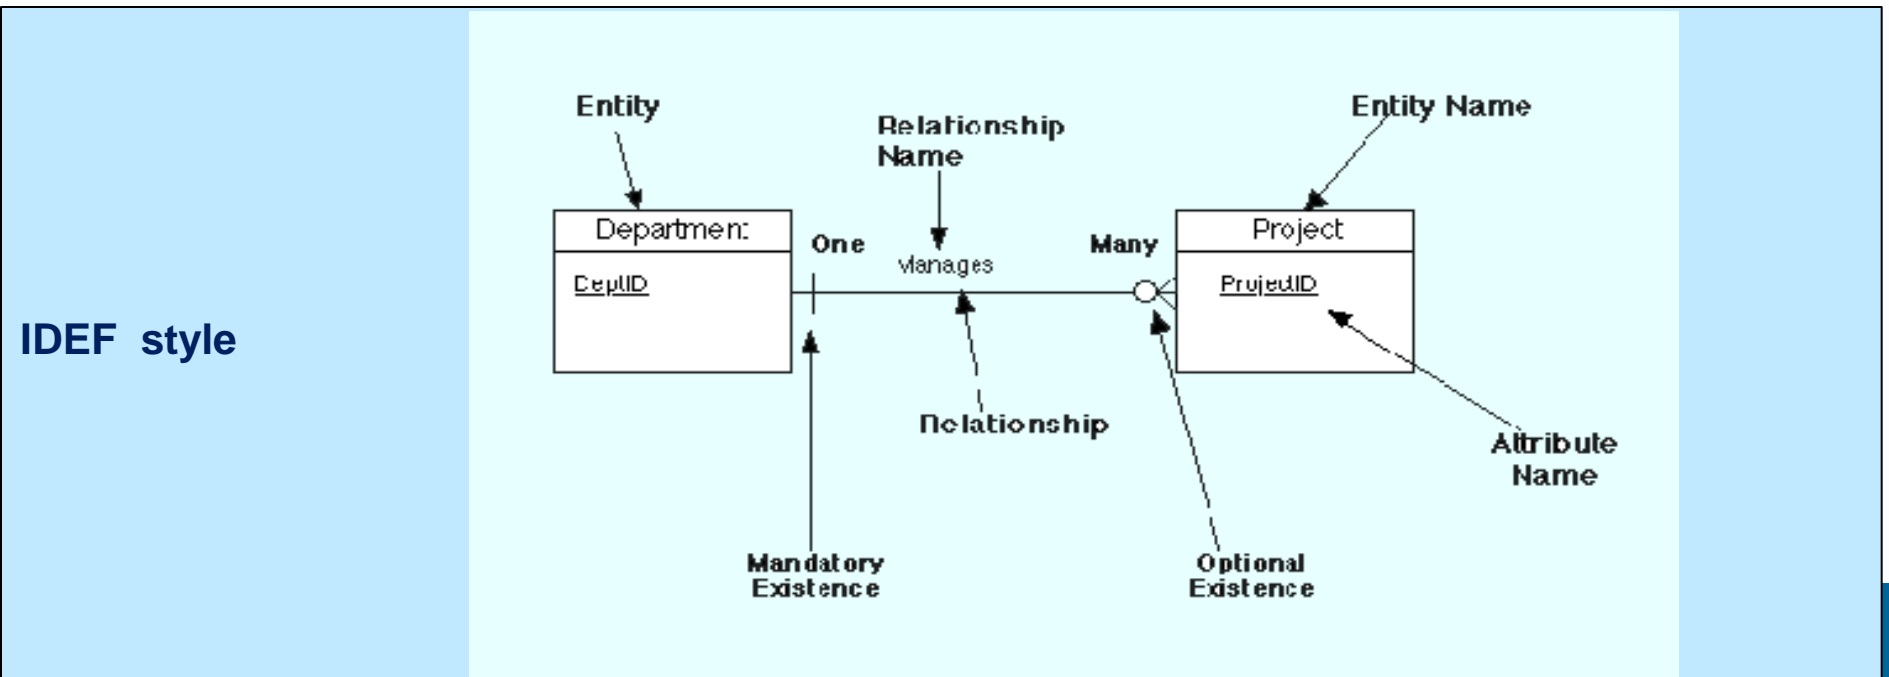 Entity
Entity Name
Relationship
Name
Department
One
Manages
Many
Project
DeptID
ProjectID
IDEF style
Relationship
Attribute
Name
Mandatory
Existence
Optional
Existence